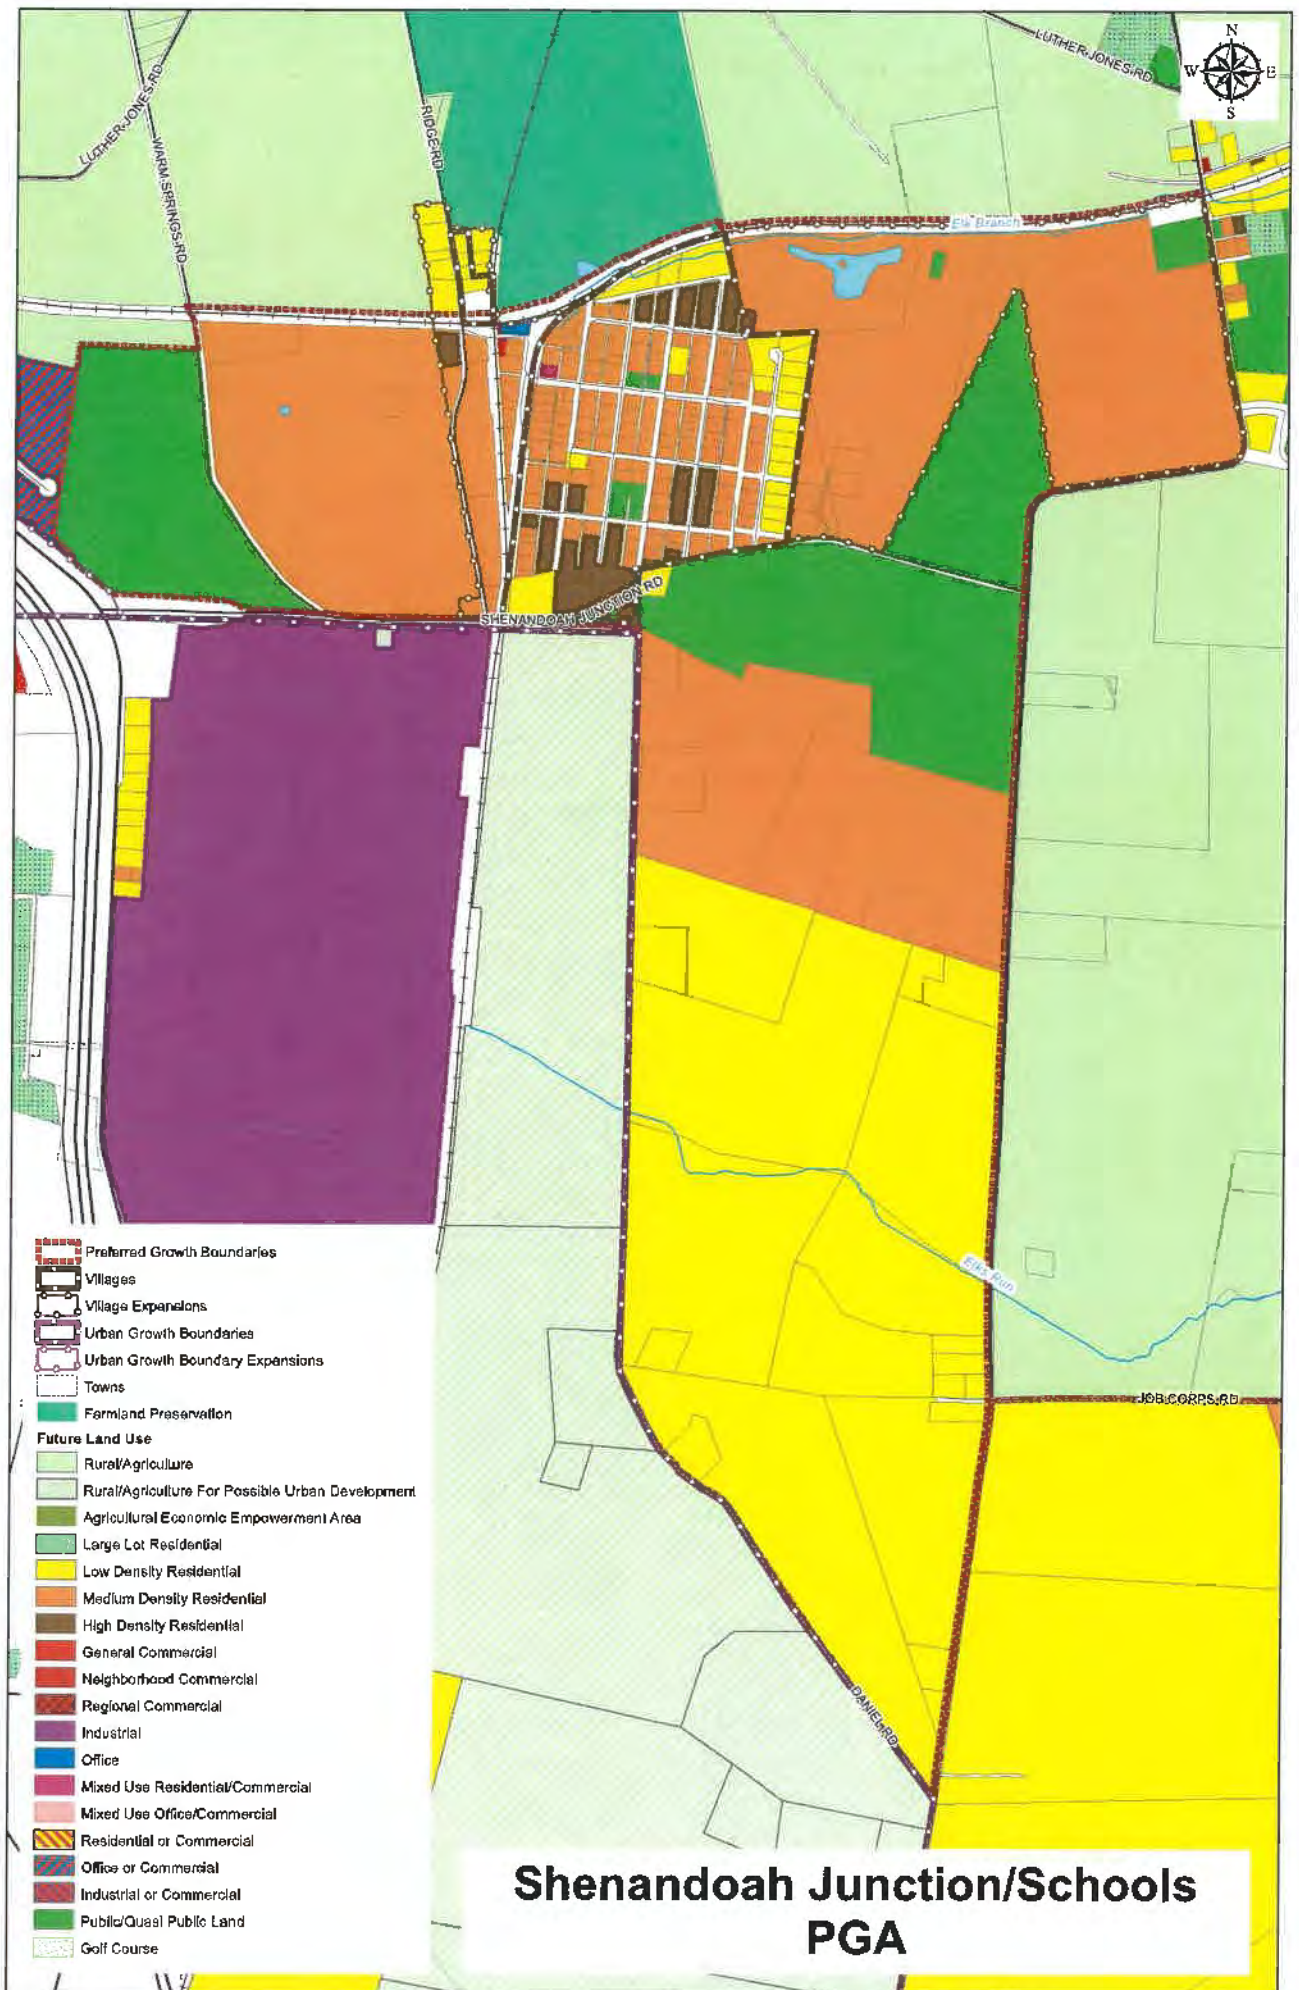 N
W E
S
LUTHER JONES RD
LUTHER JONES RD
WARM SPRINGS RD
RIDGE RD
Elk Branch
SHENANDOAH JUNCTION RD
Elks Run
JOB CORPS RD
DANIEL RD
Preferred Growth Boundaries
Villages
Village Expansions
Urban Growth Boundaries
Urban Growth Boundary Expansions
Towns
Farmland Preservation
Future Land Use
Rural/Agriculture
Rural/Agriculture For Possible Urban Development
Agricultural Economic Empowerment Area
Large Lot Residential
Low Density Residential
Medium Density Residential
High Density Residential
General Commercial
Neighborhood Commercial
Regional Commercial
Industrial
Office
Mixed Use Residential/Commercial
Mixed Use Office/Commercial
Residential or Commercial
Office or Commercial
Industrial or Commercial
Public/Quasi Public Land
Golf Course
Shenandoah Junction/Schools
PGA